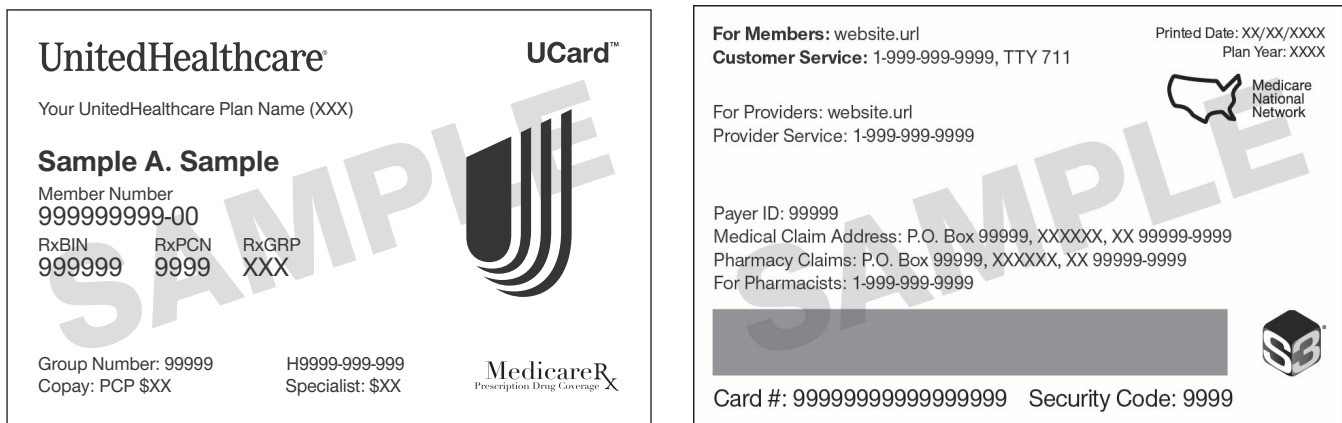 UnitedHealthcare®
UCard™
Your UnitedHealthcare Plan Name (XXX)
Sample A. Sample
Member Number
999999999-00
RxBIN RxPCN RxGRP
999999 9999 XXX
SAMPLE
Group Number: 99999 H9999-999-999
Copay: PCP $XX Specialist: $XX
MedicareRx
Prescription Drug Coverage
For Members: website.url
Customer Service: 1-999-999-9999, TTY 711
Printed Date: XX/XX/XXXX
Plan Year: XXXX
Medicare
National
Network
For Providers: website.url
Provider Service: 1-999-999-9999
SAMPLE
Payer ID: 99999
Medical Claim Address: P.O. Box 99999, XXXXXX, XX 99999-9999
Pharmacy Claims: P.O. Box 99999, XXXXXX, XX 99999-9999
For Pharmacists: 1-999-999-9999
S3
Card #: 99999999999999999 Security Code: 9999